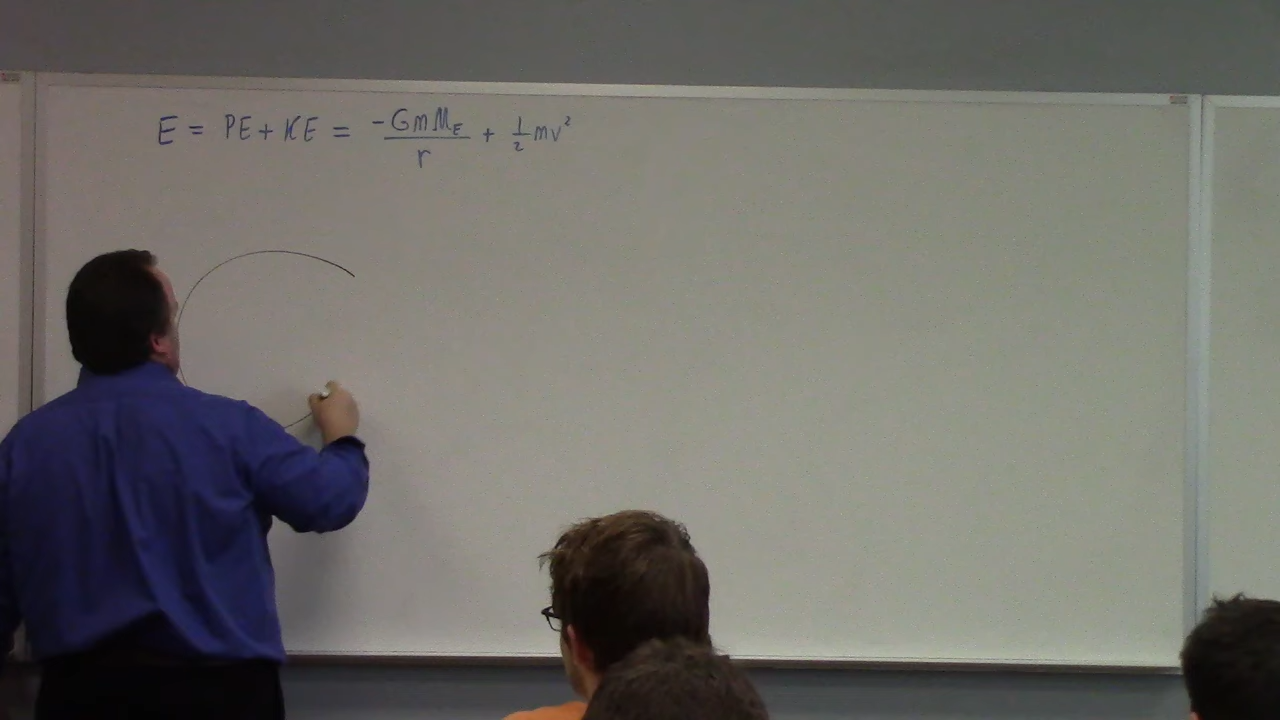 E = PE + KE = -GmM_E/r + 1/2 mv²